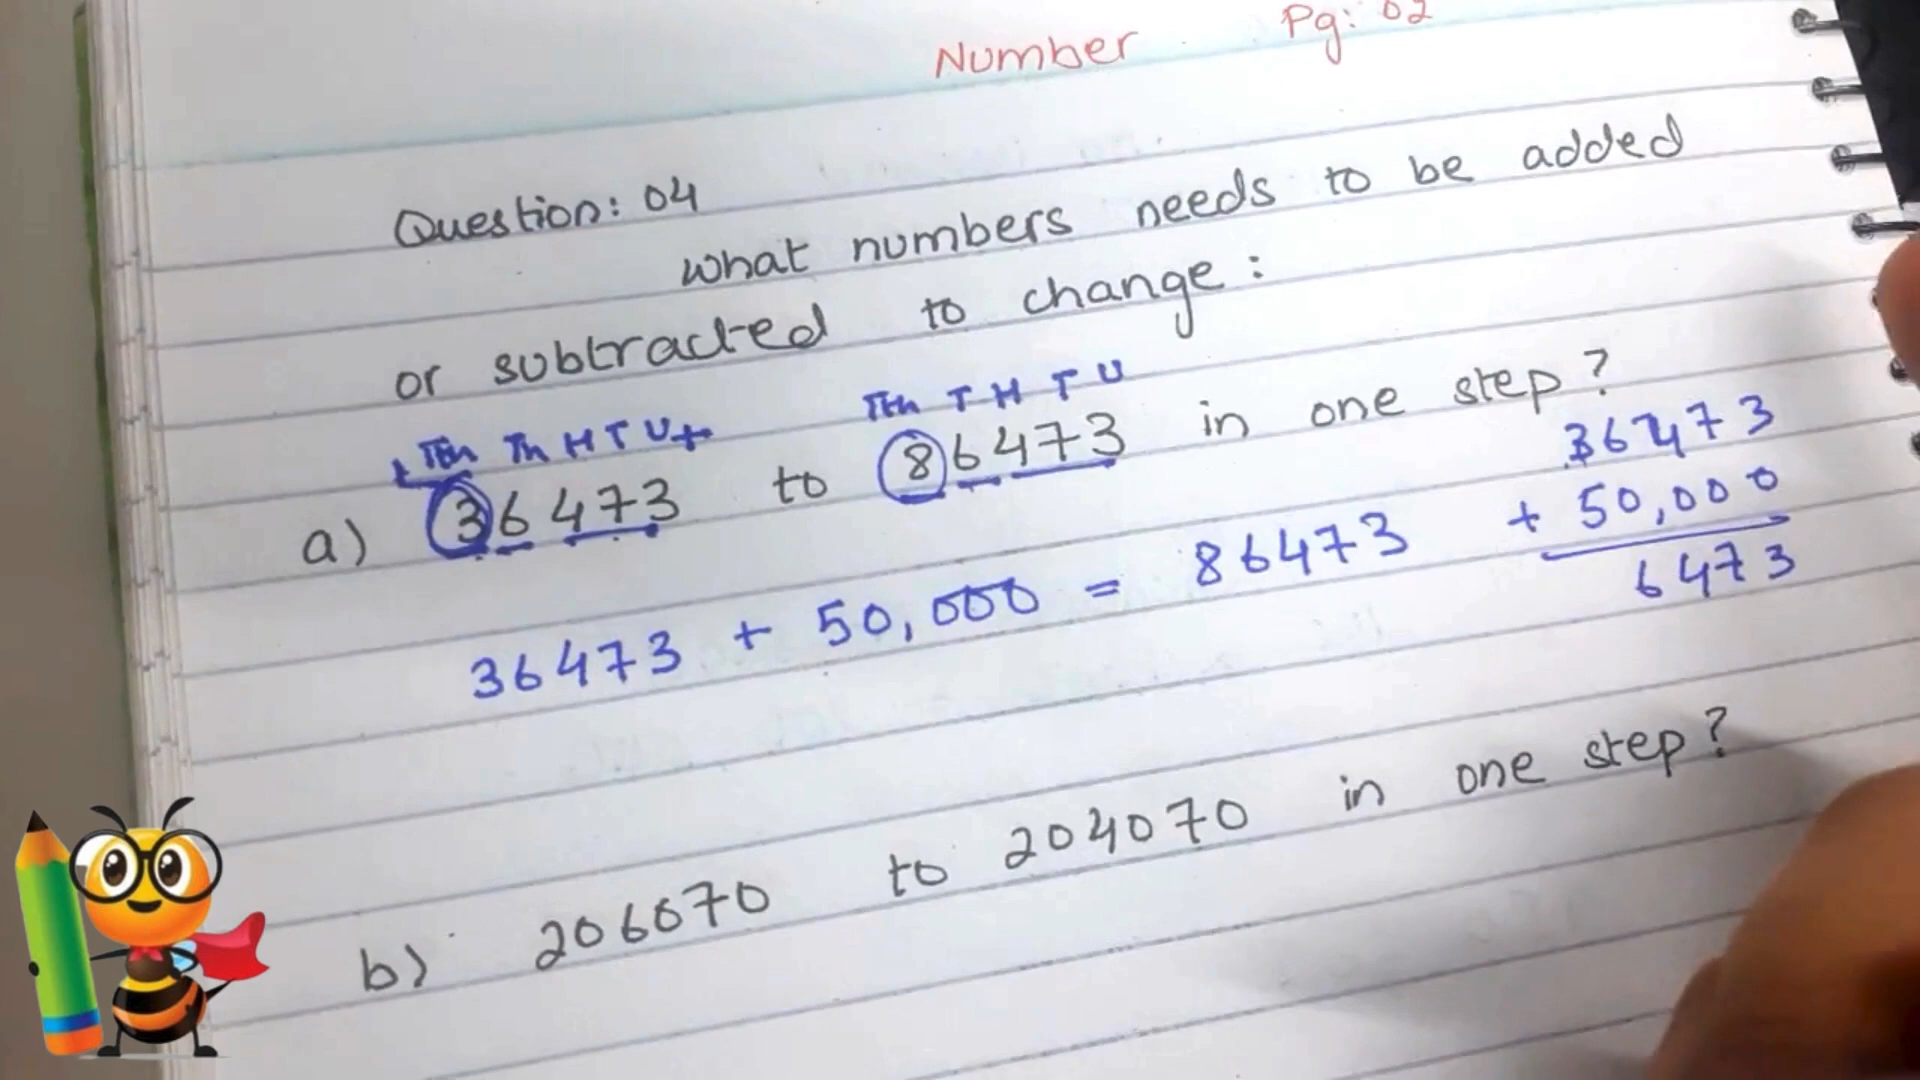 Number Pg: 02
Question: 04
What numbers needs to be added
or subtracted to change:
TTh Th H T U
TTh T H T U
a) 36473 to 86473 in one step?
36473
+ 50,000
6473
36473 + 50,000 = 86473
b) 206070 to 204070 in one step?